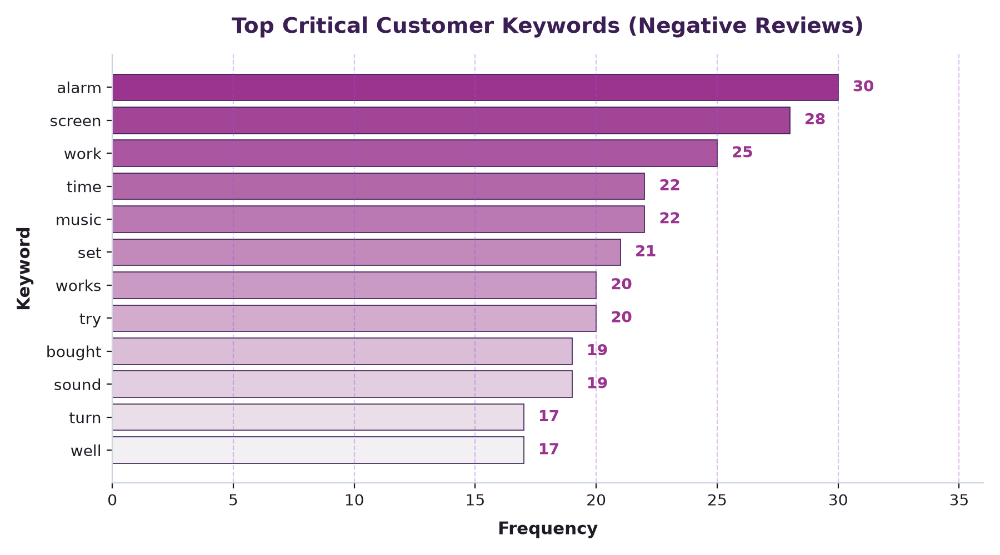 Top Critical Customer Keywords (Negative Reviews)
Keyword
alarm 30
screen 28
work 25
time 22
music 22
set 21
works 20
try 20
bought 19
sound 19
turn 17
well 17
0 5 10 15 20 25 30 35
Frequency